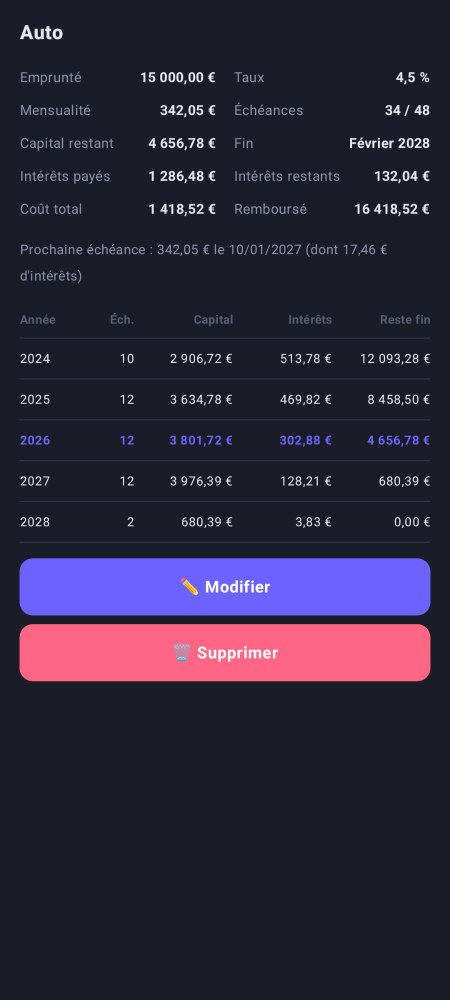 Auto
Emprunté 15 000,00 € Taux 4,5 %
Mensualité 342,05 € Échéances 34 / 48
Capital restant 4 656,78 € Fin Février 2028
Intérêts payés 1 286,48 € Intérêts restants 132,04 €
Coût total 1 418,52 € Remboursé 16 418,52 €
Prochaine échéance : 342,05 € le 10/01/2027 (dont 17,46 €
d'intérêts)
Année Éch. Capital Intérêts Reste fin
2024 10 2 906,72 € 513,78 € 12 093,28 €
2025 12 3 634,78 € 469,82 € 8 458,50 €
2026 12 3 801,72 € 302,88 € 4 656,78 €
2027 12 3 976,39 € 128,21 € 680,39 €
2028 2 680,39 € 3,83 € 0,00 €
✏️ Modifier
🗑️ Supprimer